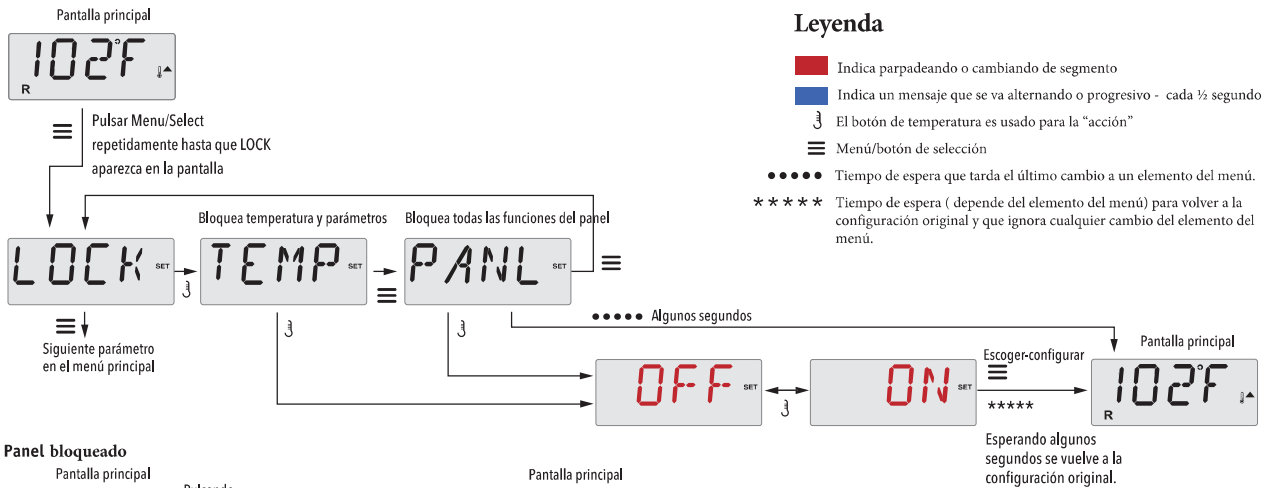 Pantalla principal
102°F
R
Pulsar Menu/Select
repetidamente hasta que LOCK
aparezca en la pantalla
Leyenda
Indica parpadeando o cambiando de segmento
Indica un mensaje que se va alternando o progresivo - cada ½ segundo
El botón de temperatura es usado para la “acción”
Menú/botón de selección
••••• Tiempo de espera que tarda el último cambio a un elemento del menú.
***** Tiempo de espera ( depende del elemento del menú) para volver a la
configuración original y que ignora cualquier cambio del elemento del
menú.
Bloquea temperatura y parámetros
Bloquea todas las funciones del panel
LOCK SET
TEMP SET
PANL SET
Siguiente parámetro
en el menú principal
••••• Algunos segundos
OFF SET
ON SET
Escoger-configurar
*****
Esperando algunos
segundos se vuelve a la
configuración original.
Pantalla principal
102°F
R
Panel bloqueado
Pantalla principal
Pulsando
Pantalla principal